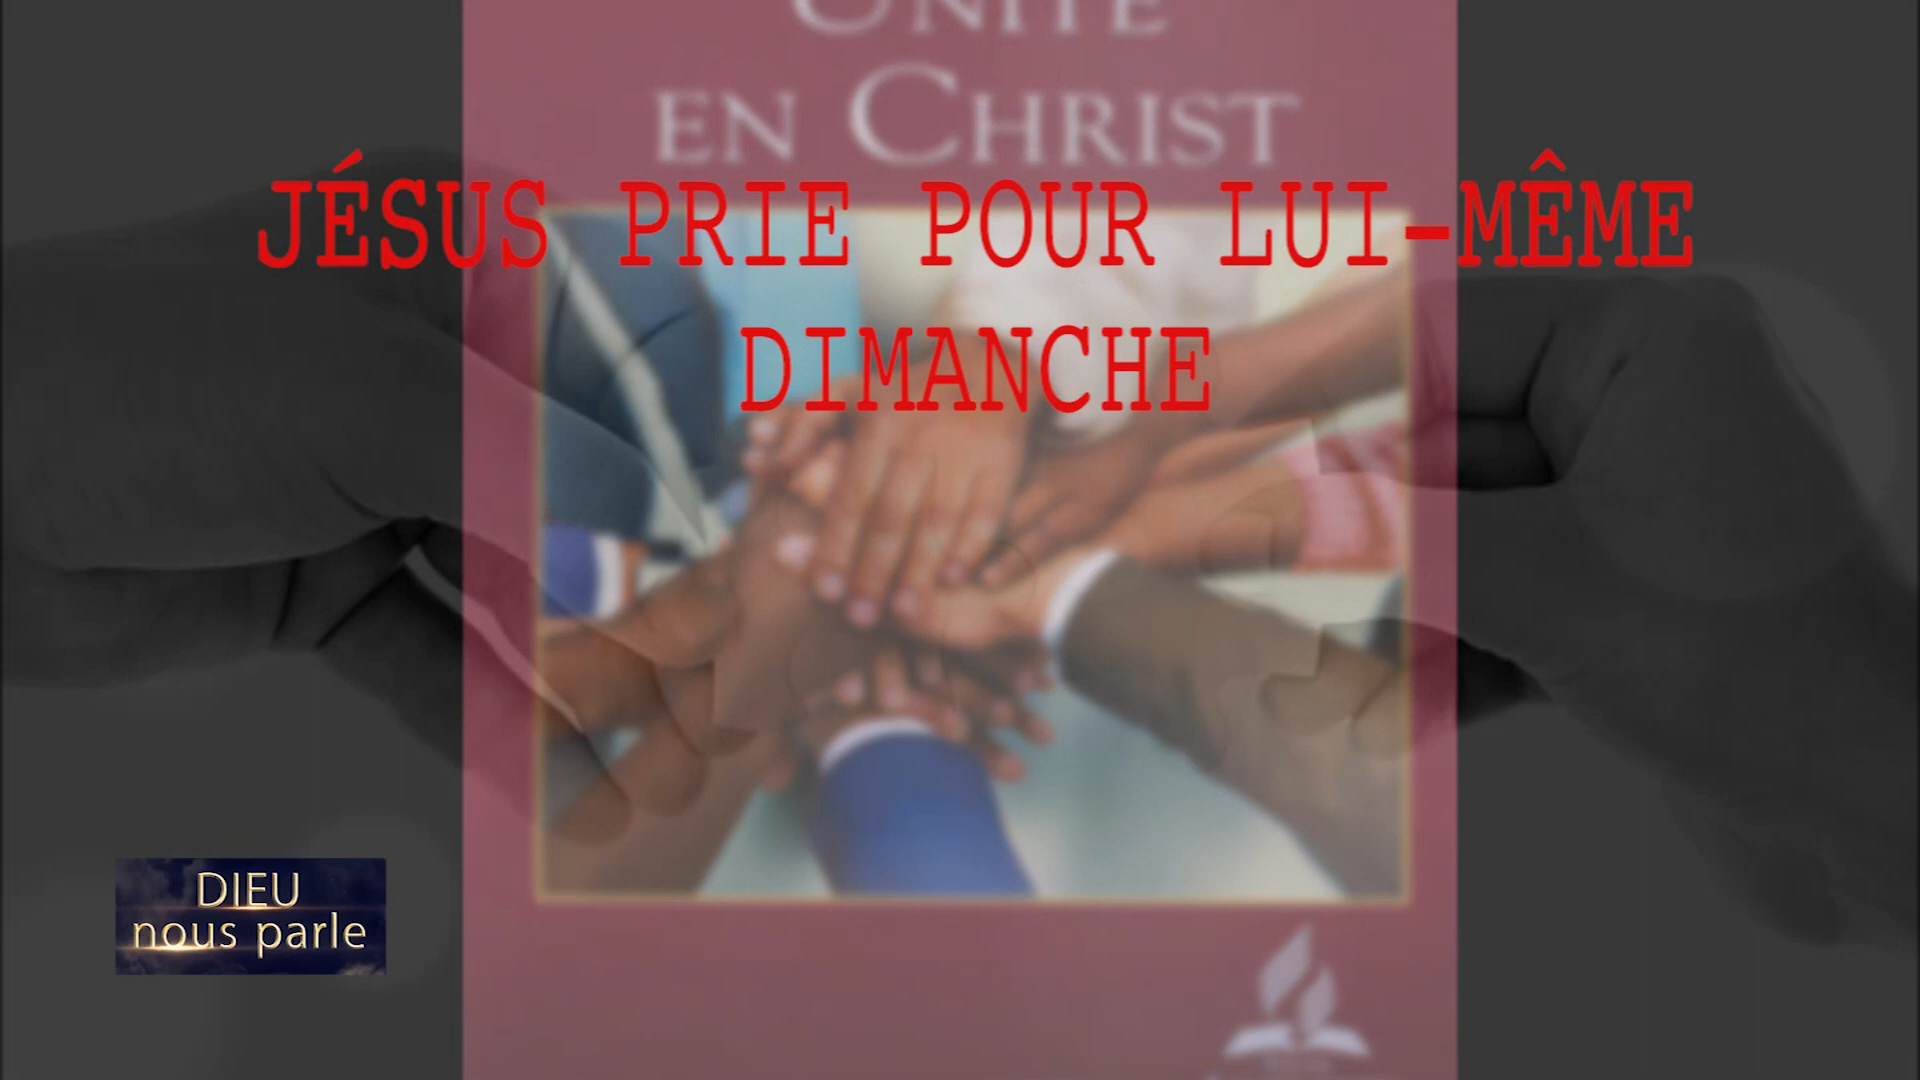 UNITÉ
EN CHRIST
JÉSUS PRIE POUR LUI-MÊME
DIMANCHE
DIEU
nous parle